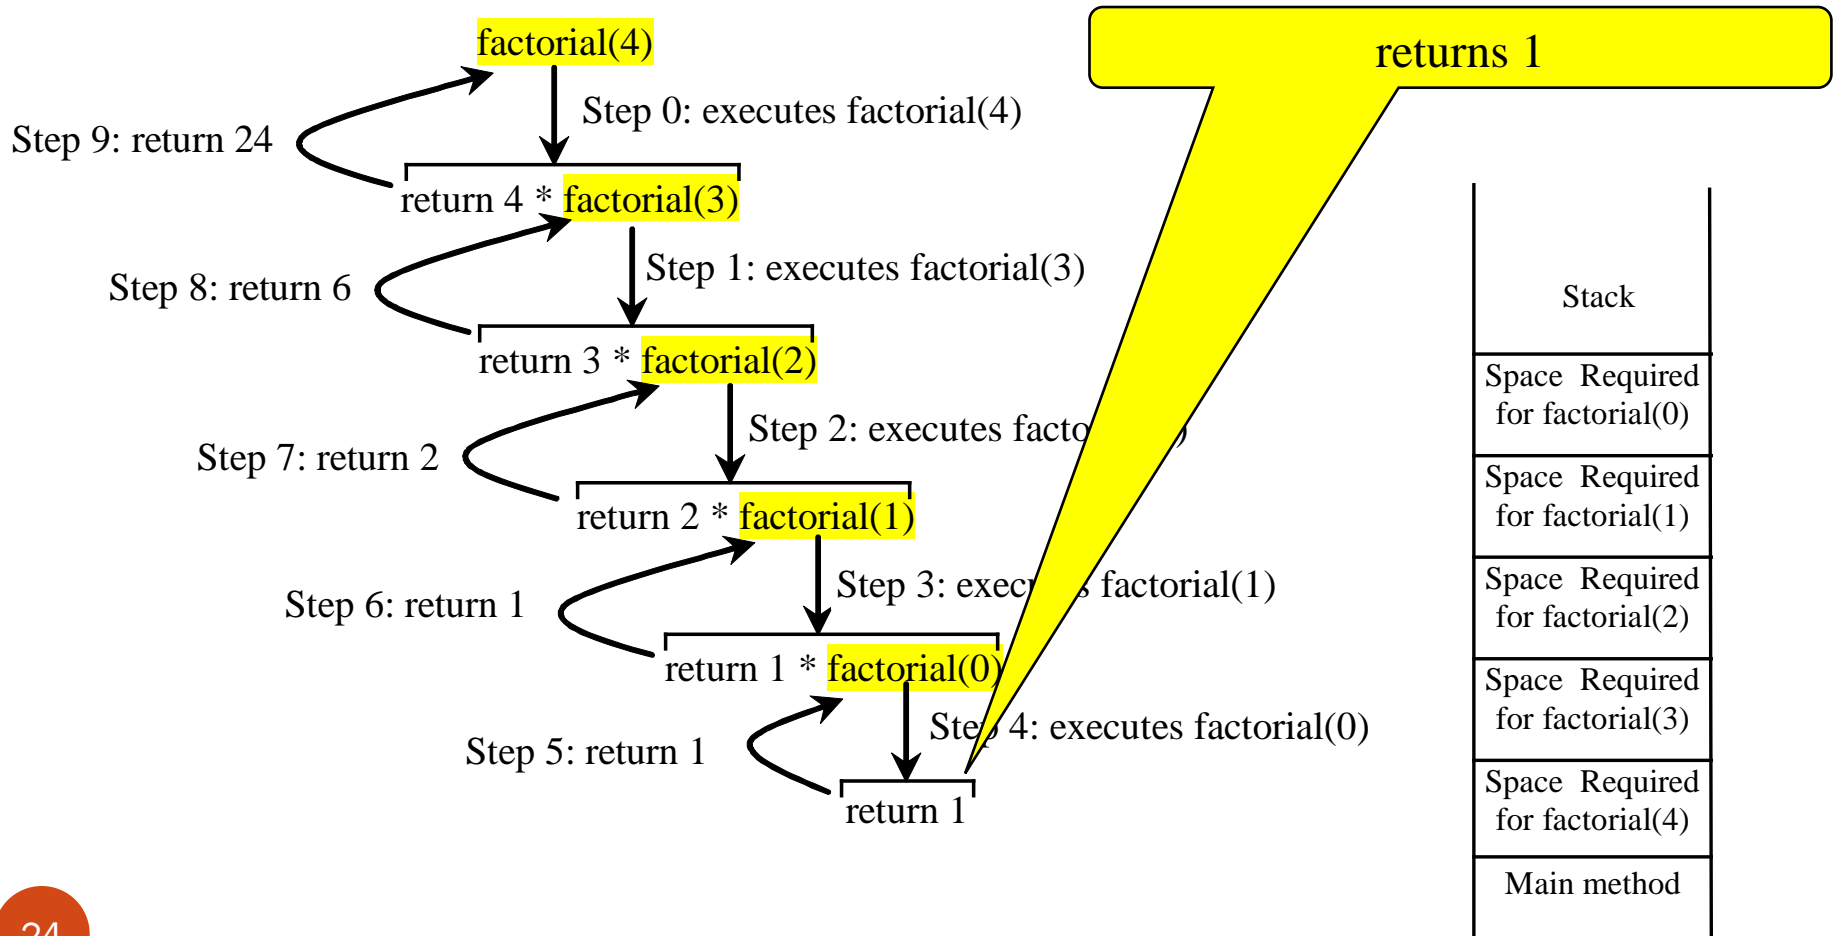 factorial(4)
returns 1
Step 0: executes factorial(4)
Step 9: return 24
return 4 * factorial(3)
Step 1: executes factorial(3)
Step 8: return 6
Stack
return 3 * factorial(2)
Space Required
for factorial(0)
Step 2: executes
Step 7: return 2
Space Required
for factorial(1)
return 2 * factorial(1)
Step 3: factorial(1)
Space Required
for factorial(2)
Step 6: return 1
return 1 * factorial(0)
Space Required
for factorial(3)
Step 4: executes factorial(0)
Step 5: return 1
return 1
Space Required
for factorial(4)
Main method
24